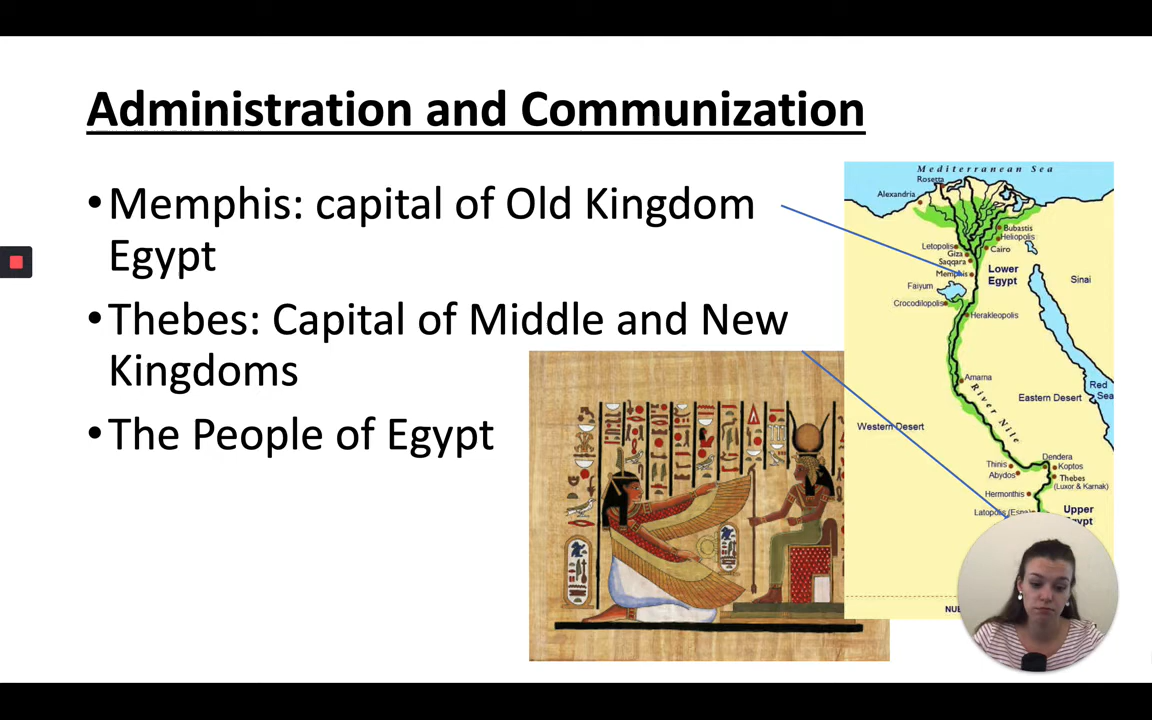 Administration and Communization
•Memphis: capital of Old Kingdom
Egypt
•Thebes: Capital of Middle and New
Kingdoms
•The People of Egypt
Mediterranean Sea
Rosetta
Alexandria
Bubastis
Heliopolis
Letopolis
Giza
Cairo
Saqqara
Memphis
Lower
Egypt
Sinai
Faiyum
Crocodilopolis
Herakleopolis
Amarna
River Nile
Eastern Desert
Red
Sea
Western Desert
Dendera
Thinis
Koptos
Abydos
Thebes
(Luxor & Karnak)
Hermonthis
Latopolis (Esna)
Upper